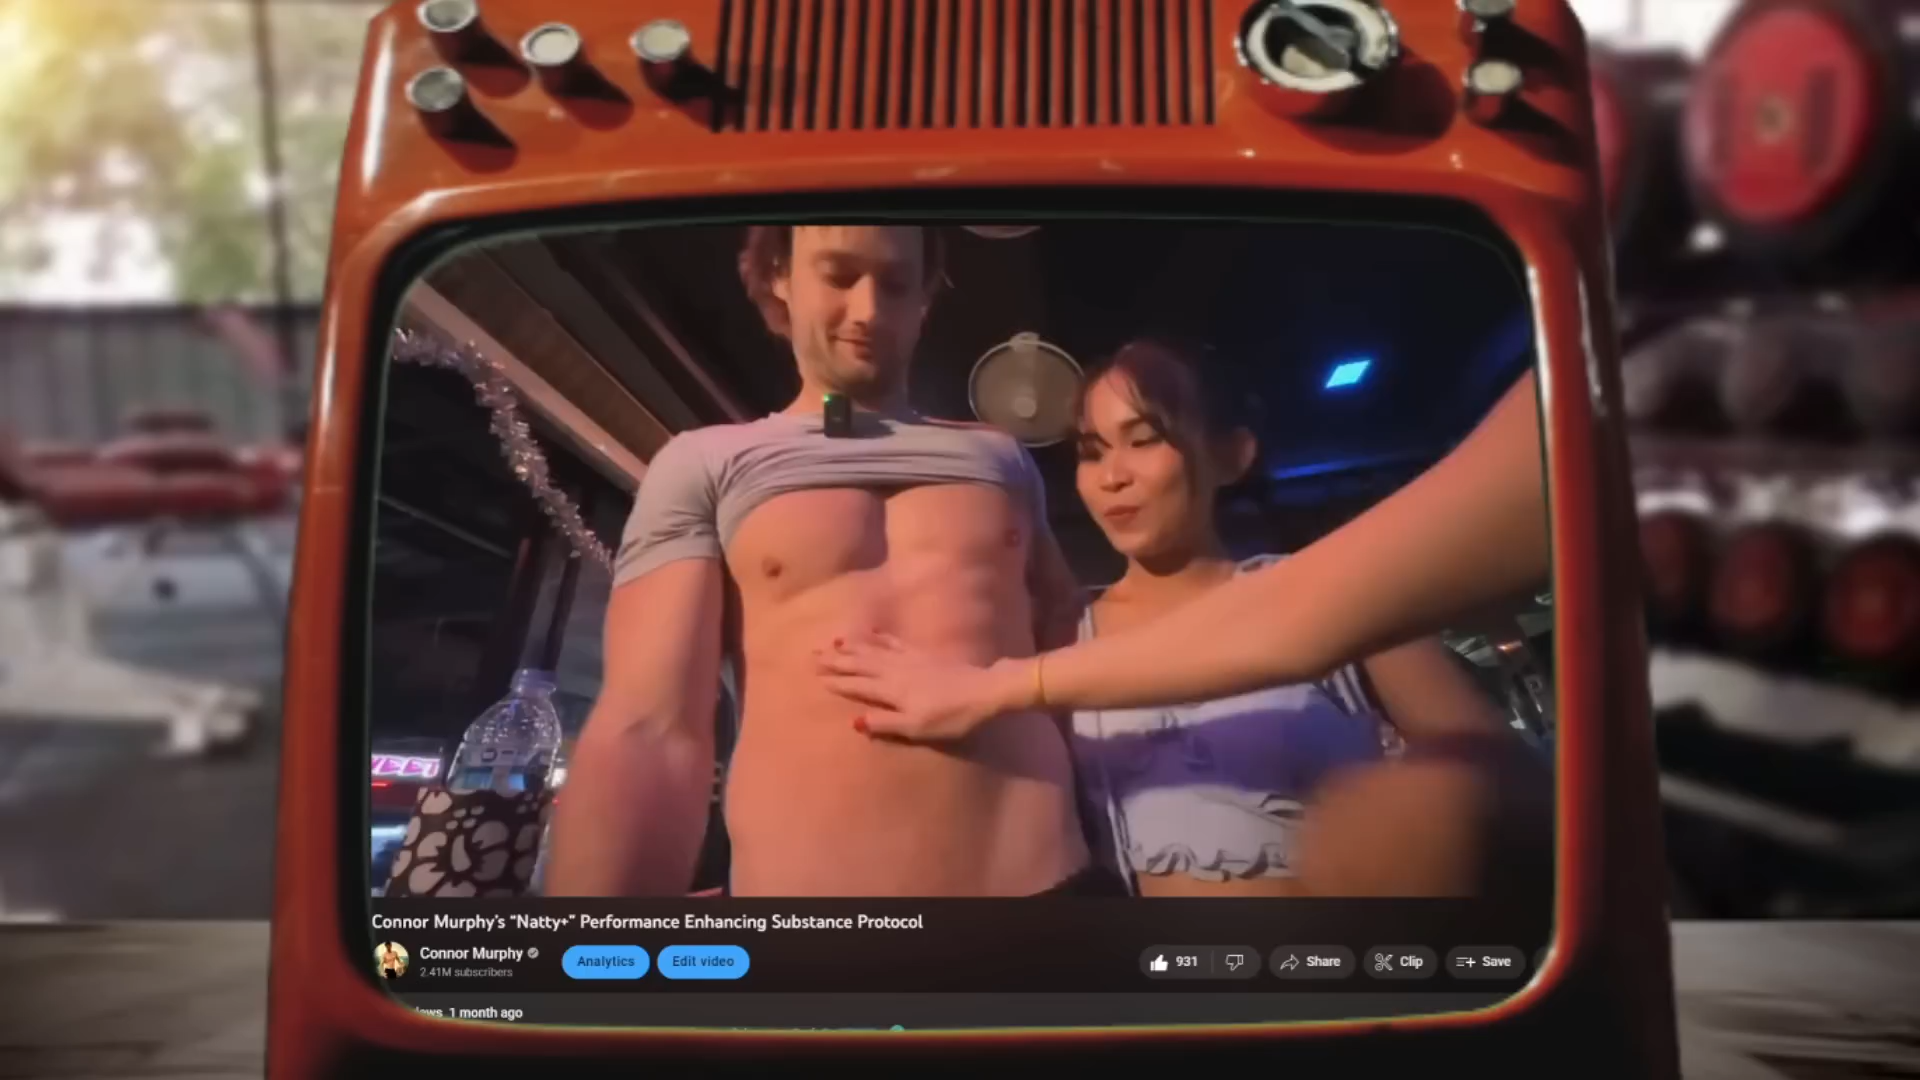 Connor Murphy's "Natty+" Performance Enhancing Substance Protocol
Connor Murphy
2.41M subscribers
Analytics
Edit video
931
Share
Clip
Save
1 month ago